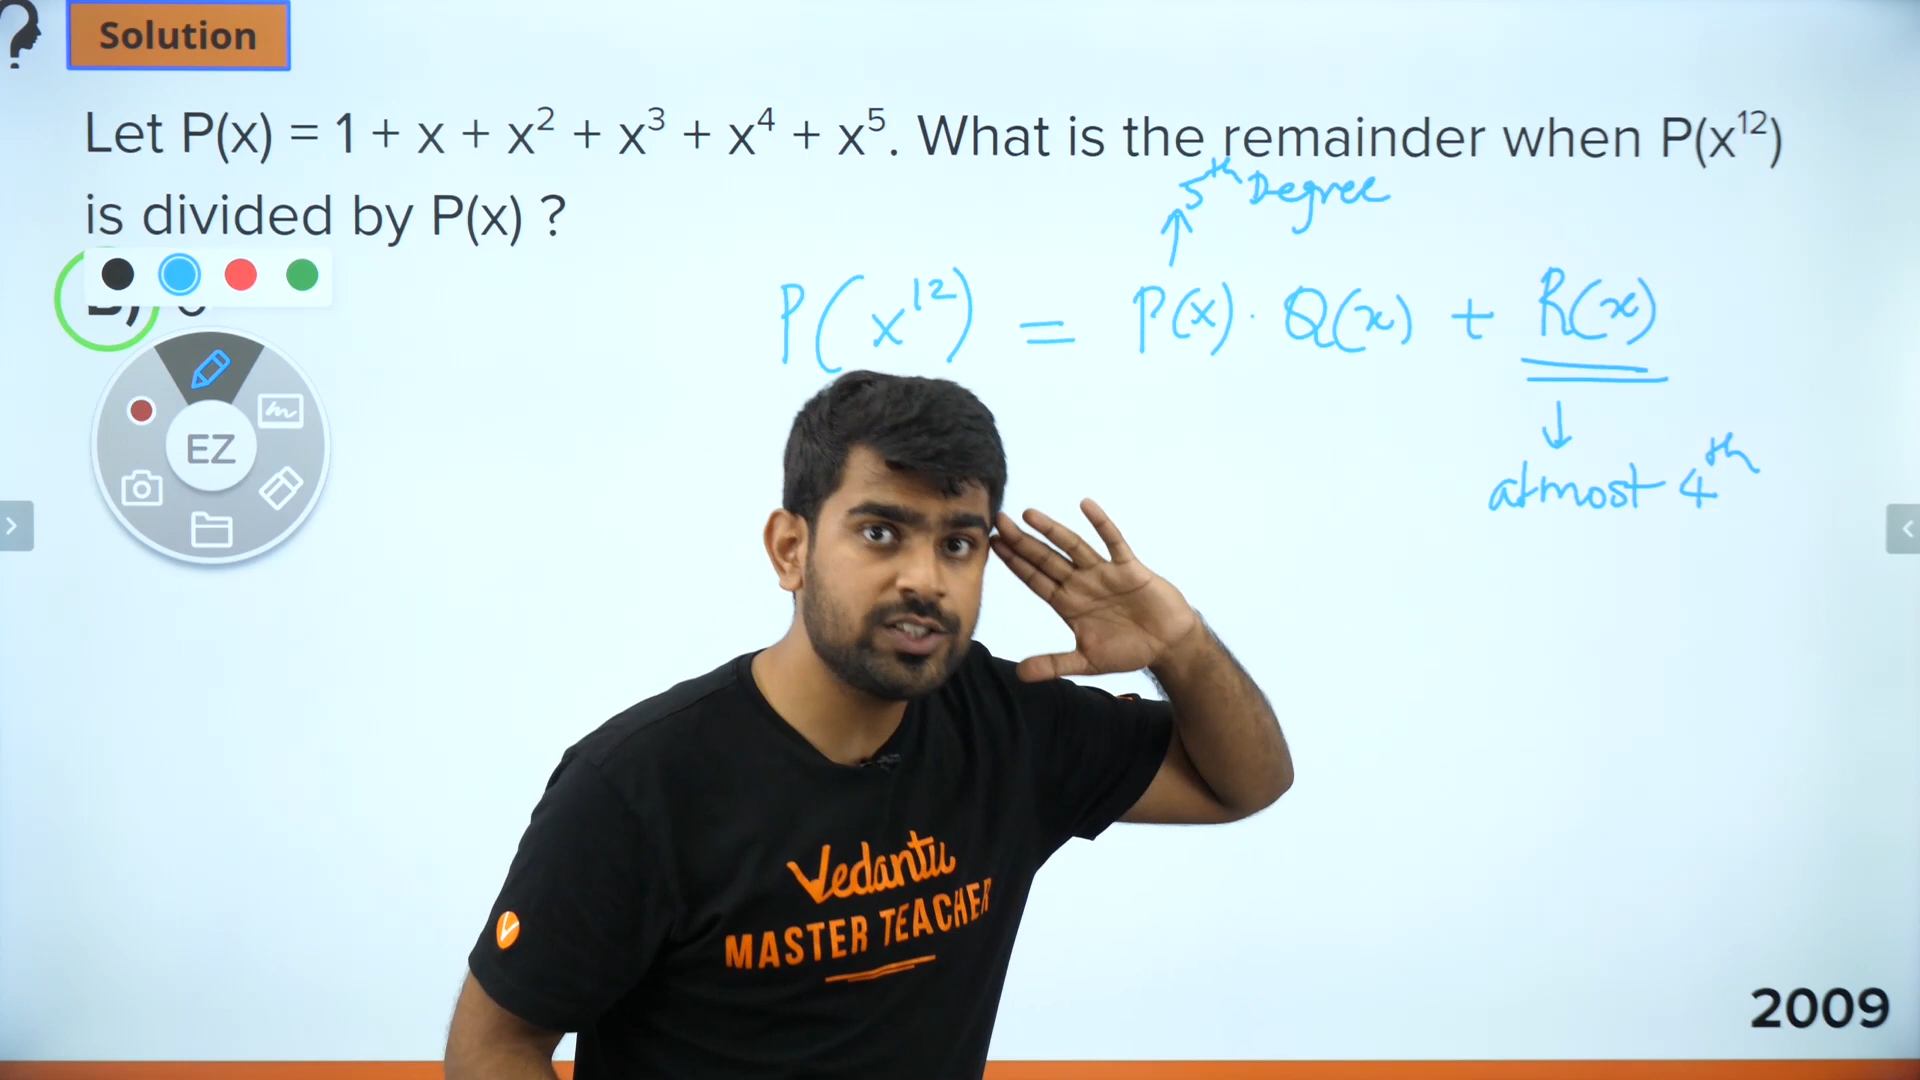 Solution
Let P(x) = 1 + x + x² + x³ + x⁴ + x⁵. What is the remainder when P(x¹²)
is divided by P(x) ?
5th Degree
P(x¹²) = P(x) · Q(x) + R(x)
atmost 4th
EZ
Vedantu
MASTER TEACHER
2009